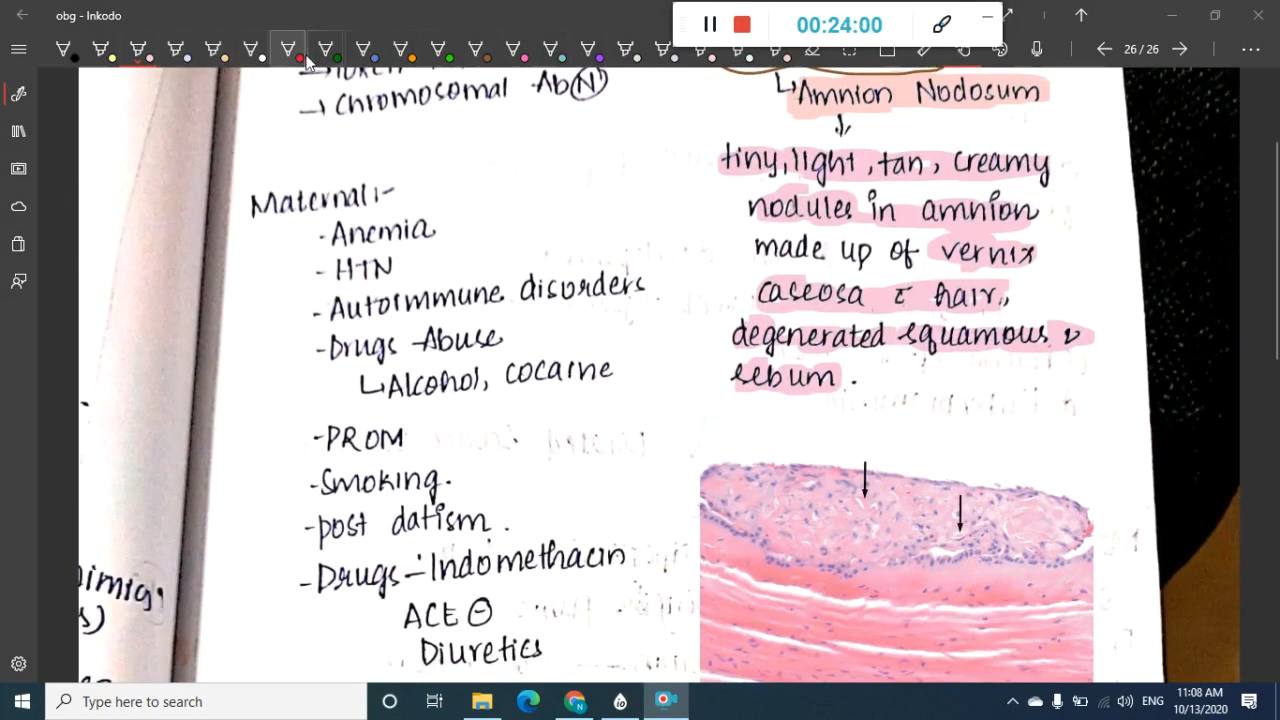 obg - Inkodo
00:24:00
26 / 26
→ Chromosomal Ab(N)
Maternal:-
- Anemia
- HTN
- Autoimmune disorders
- Drugs Abuse
↳ Alcohol, cocaine
- PROM
- Smoking.
- post datism.
- Drugs - Indomethacin
ACE ⊖
Diuretics
↳ Amnion Nodosum
↓
tiny, light, tan, creamy
nodules in amnion
made up of vernix
caseosa c hair,
degenerated squamous &
sebum.
s)
Type here to search
ENG
11:08 AM
10/13/2020